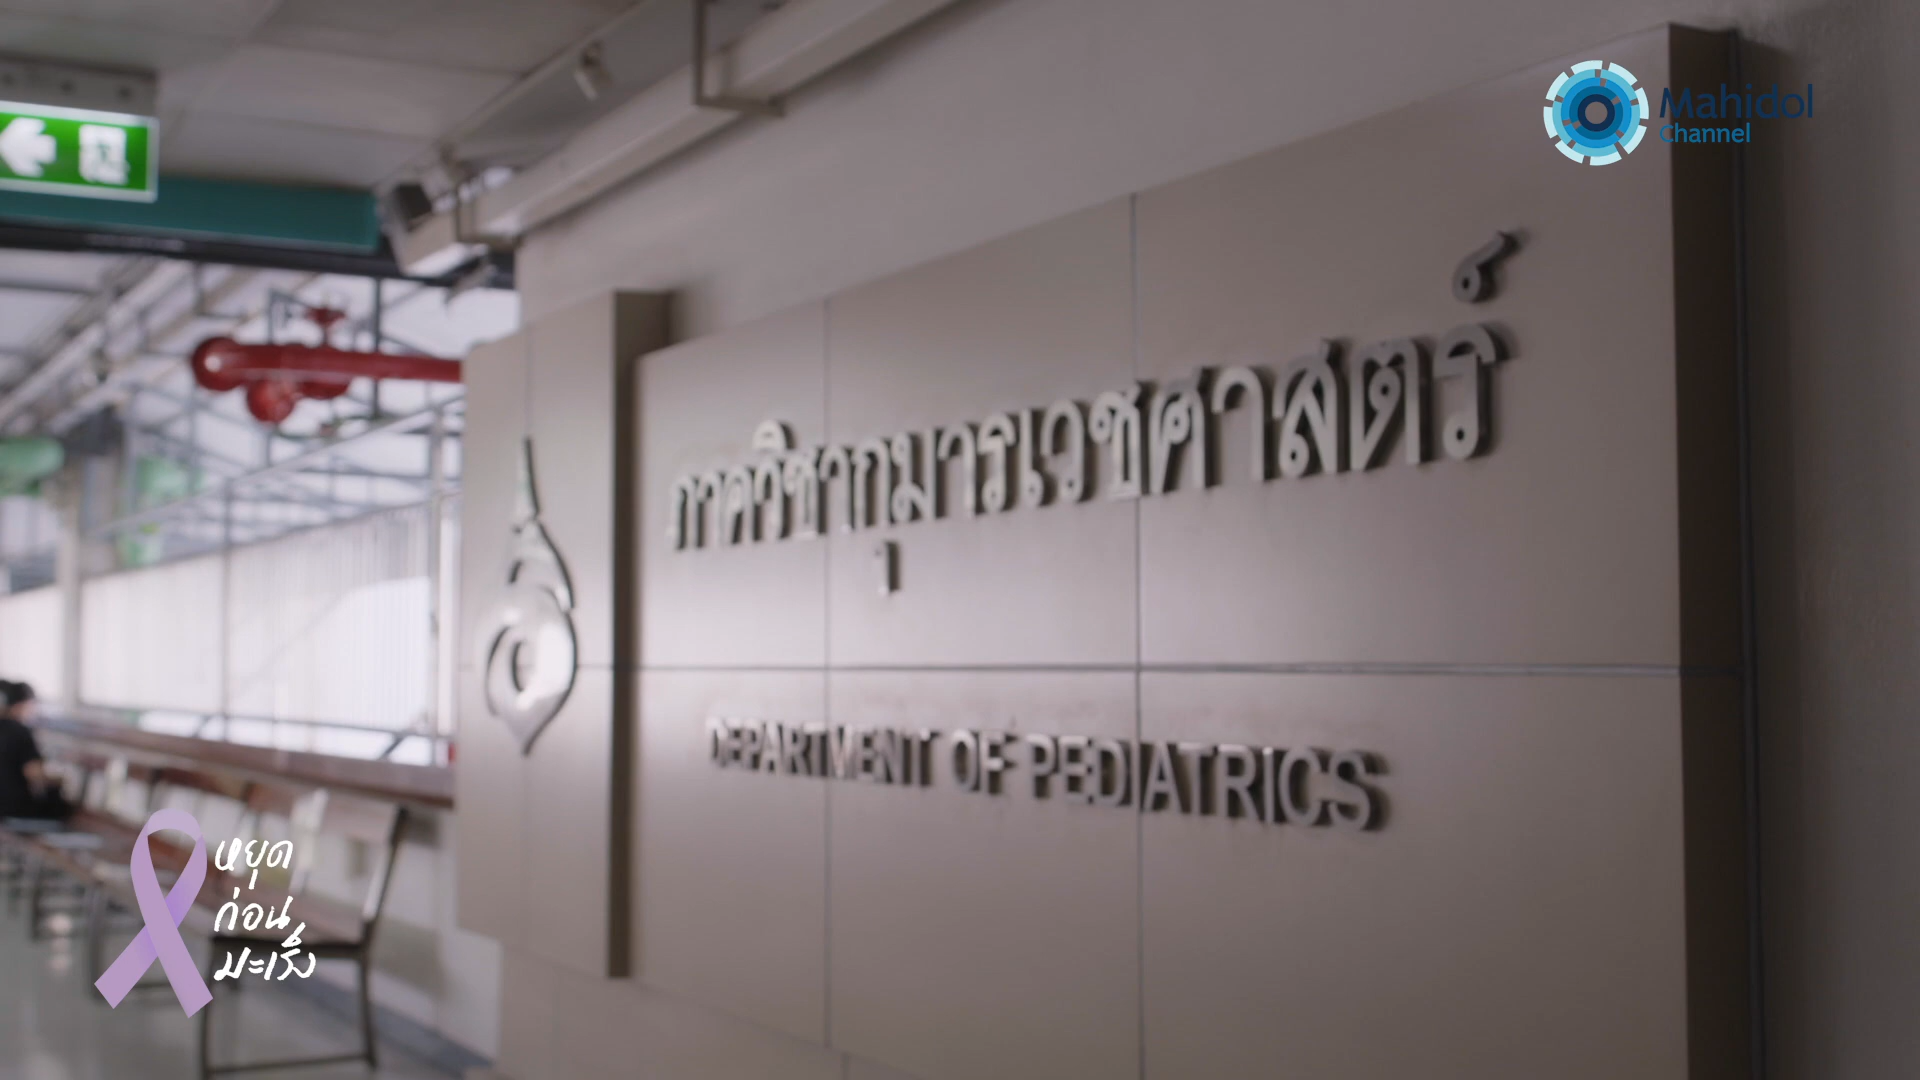 Mahidol
Channel
ภาควิชากุมารเวชศาสตร์
DEPARTMENT OF PEDIATRICS
หยุด
ก่อน
มะเร็ง